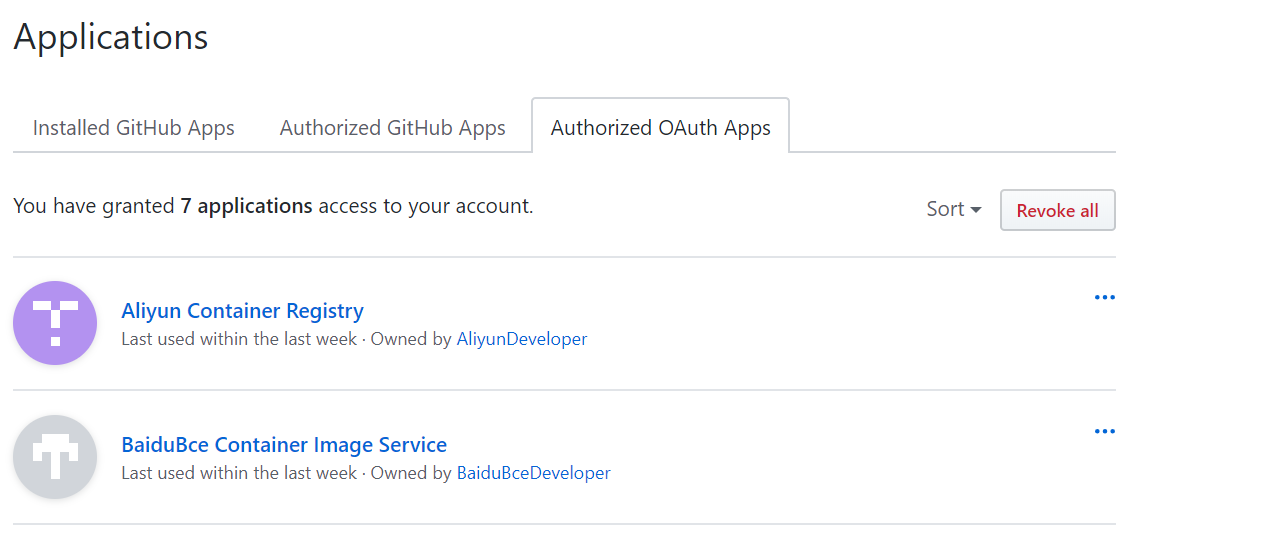 Applications
Installed GitHub Apps Authorized GitHub Apps Authorized OAuth Apps
You have granted 7 applications access to your account. Sort Revoke all
Aliyun Container Registry
Last used within the last week · Owned by AliyunDeveloper
BaiduBce Container Image Service
Last used within the last week · Owned by BaiduBceDeveloper